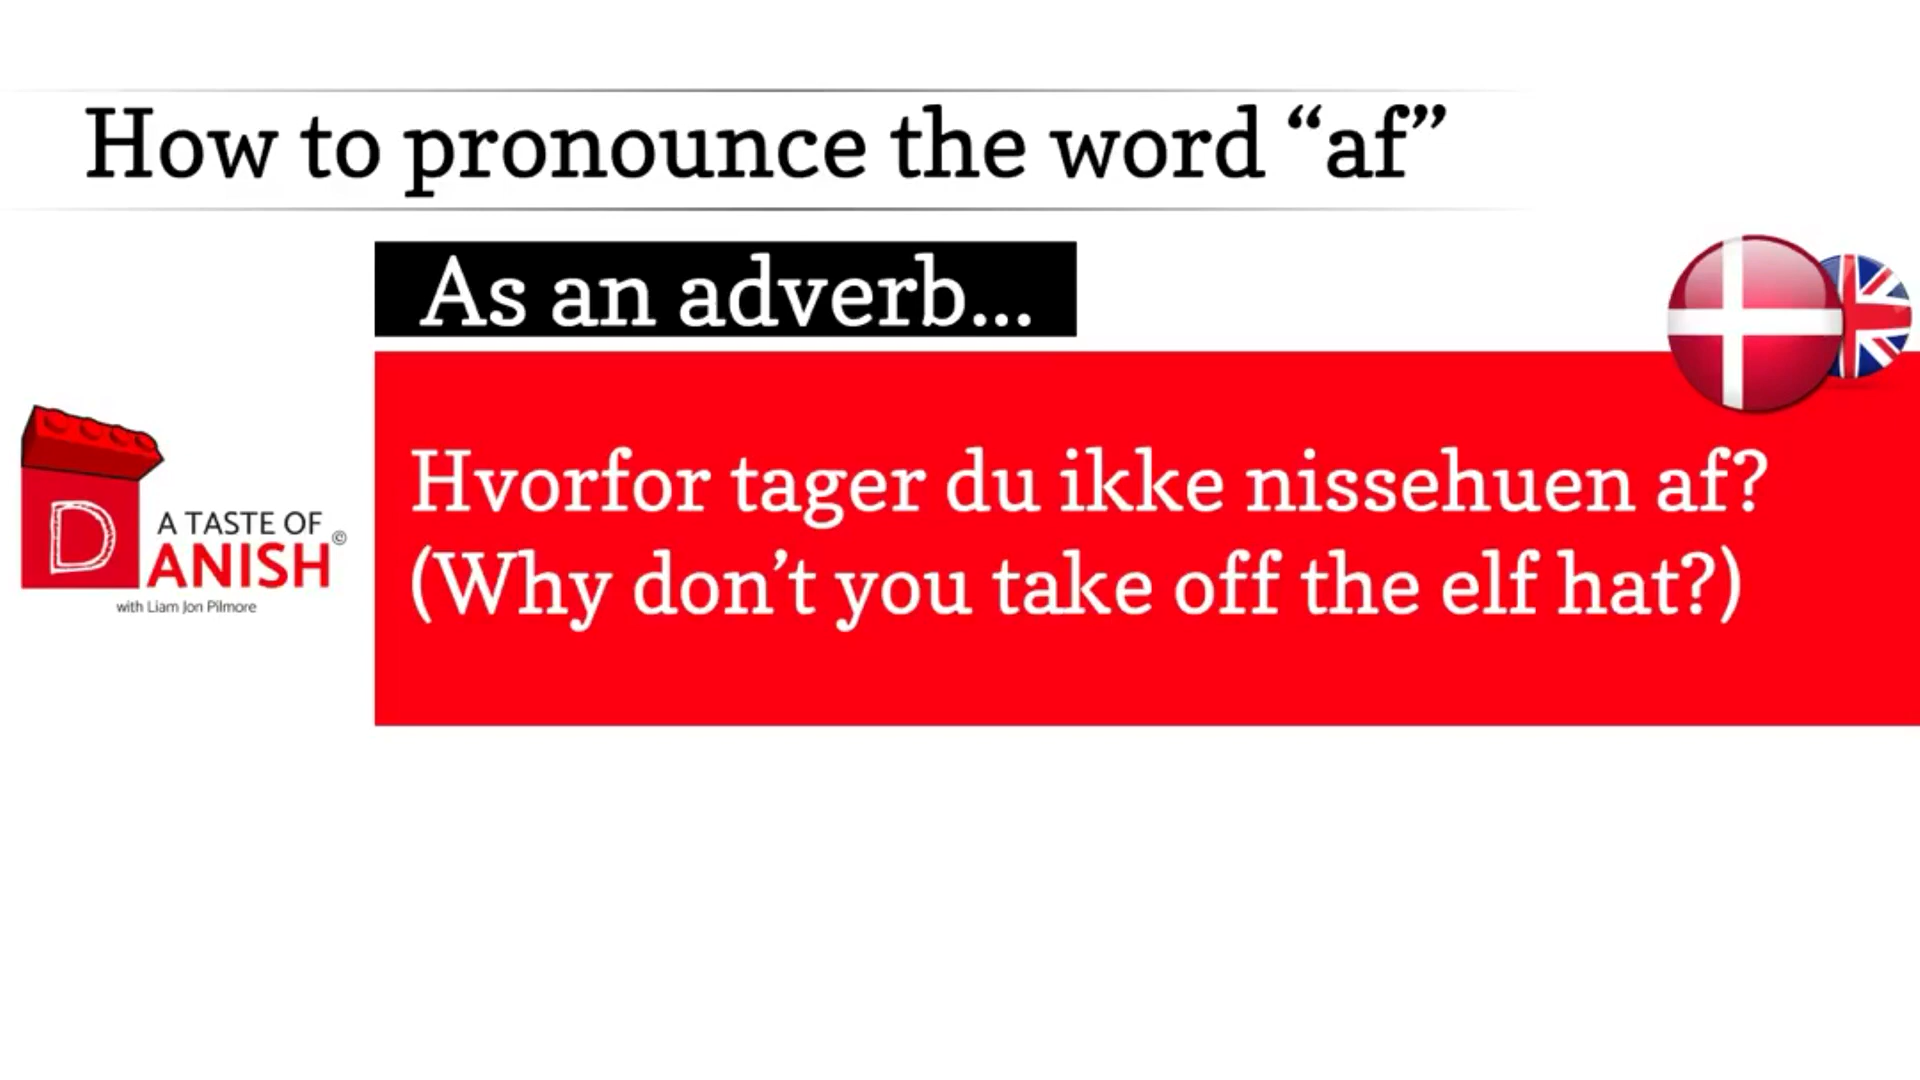 How to pronounce the word “af”
As an adverb...
Hvorfor tager du ikke nissehuen af?
(Why don’t you take off the elf hat?)
D
A TASTE OF
ANISH©
with Liam Jon Pilmore